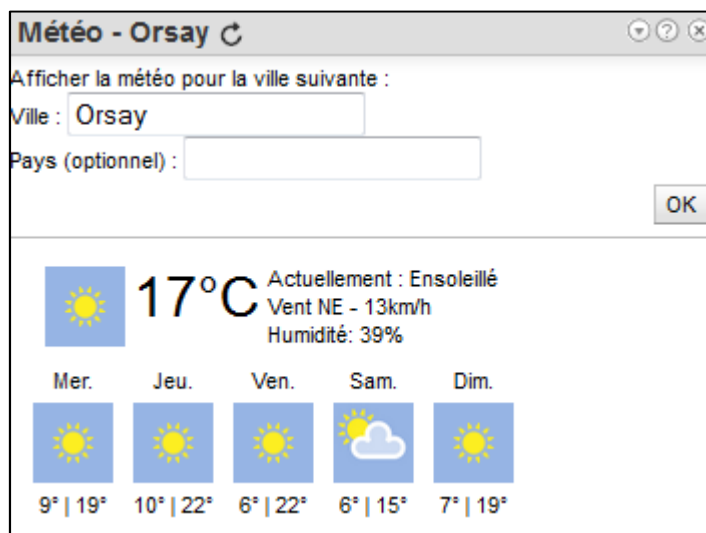 Météo - Orsay
Afficher la météo pour la ville suivante :
Ville : Orsay
Pays (optionnel) :
OK
17°C
Actuellement : Ensoleillé
Vent NE - 13km/h
Humidité: 39%
Mer. Jeu. Ven. Sam. Dim.
9° | 19° 10° | 22° 6° | 22° 6° | 15° 7° | 19°